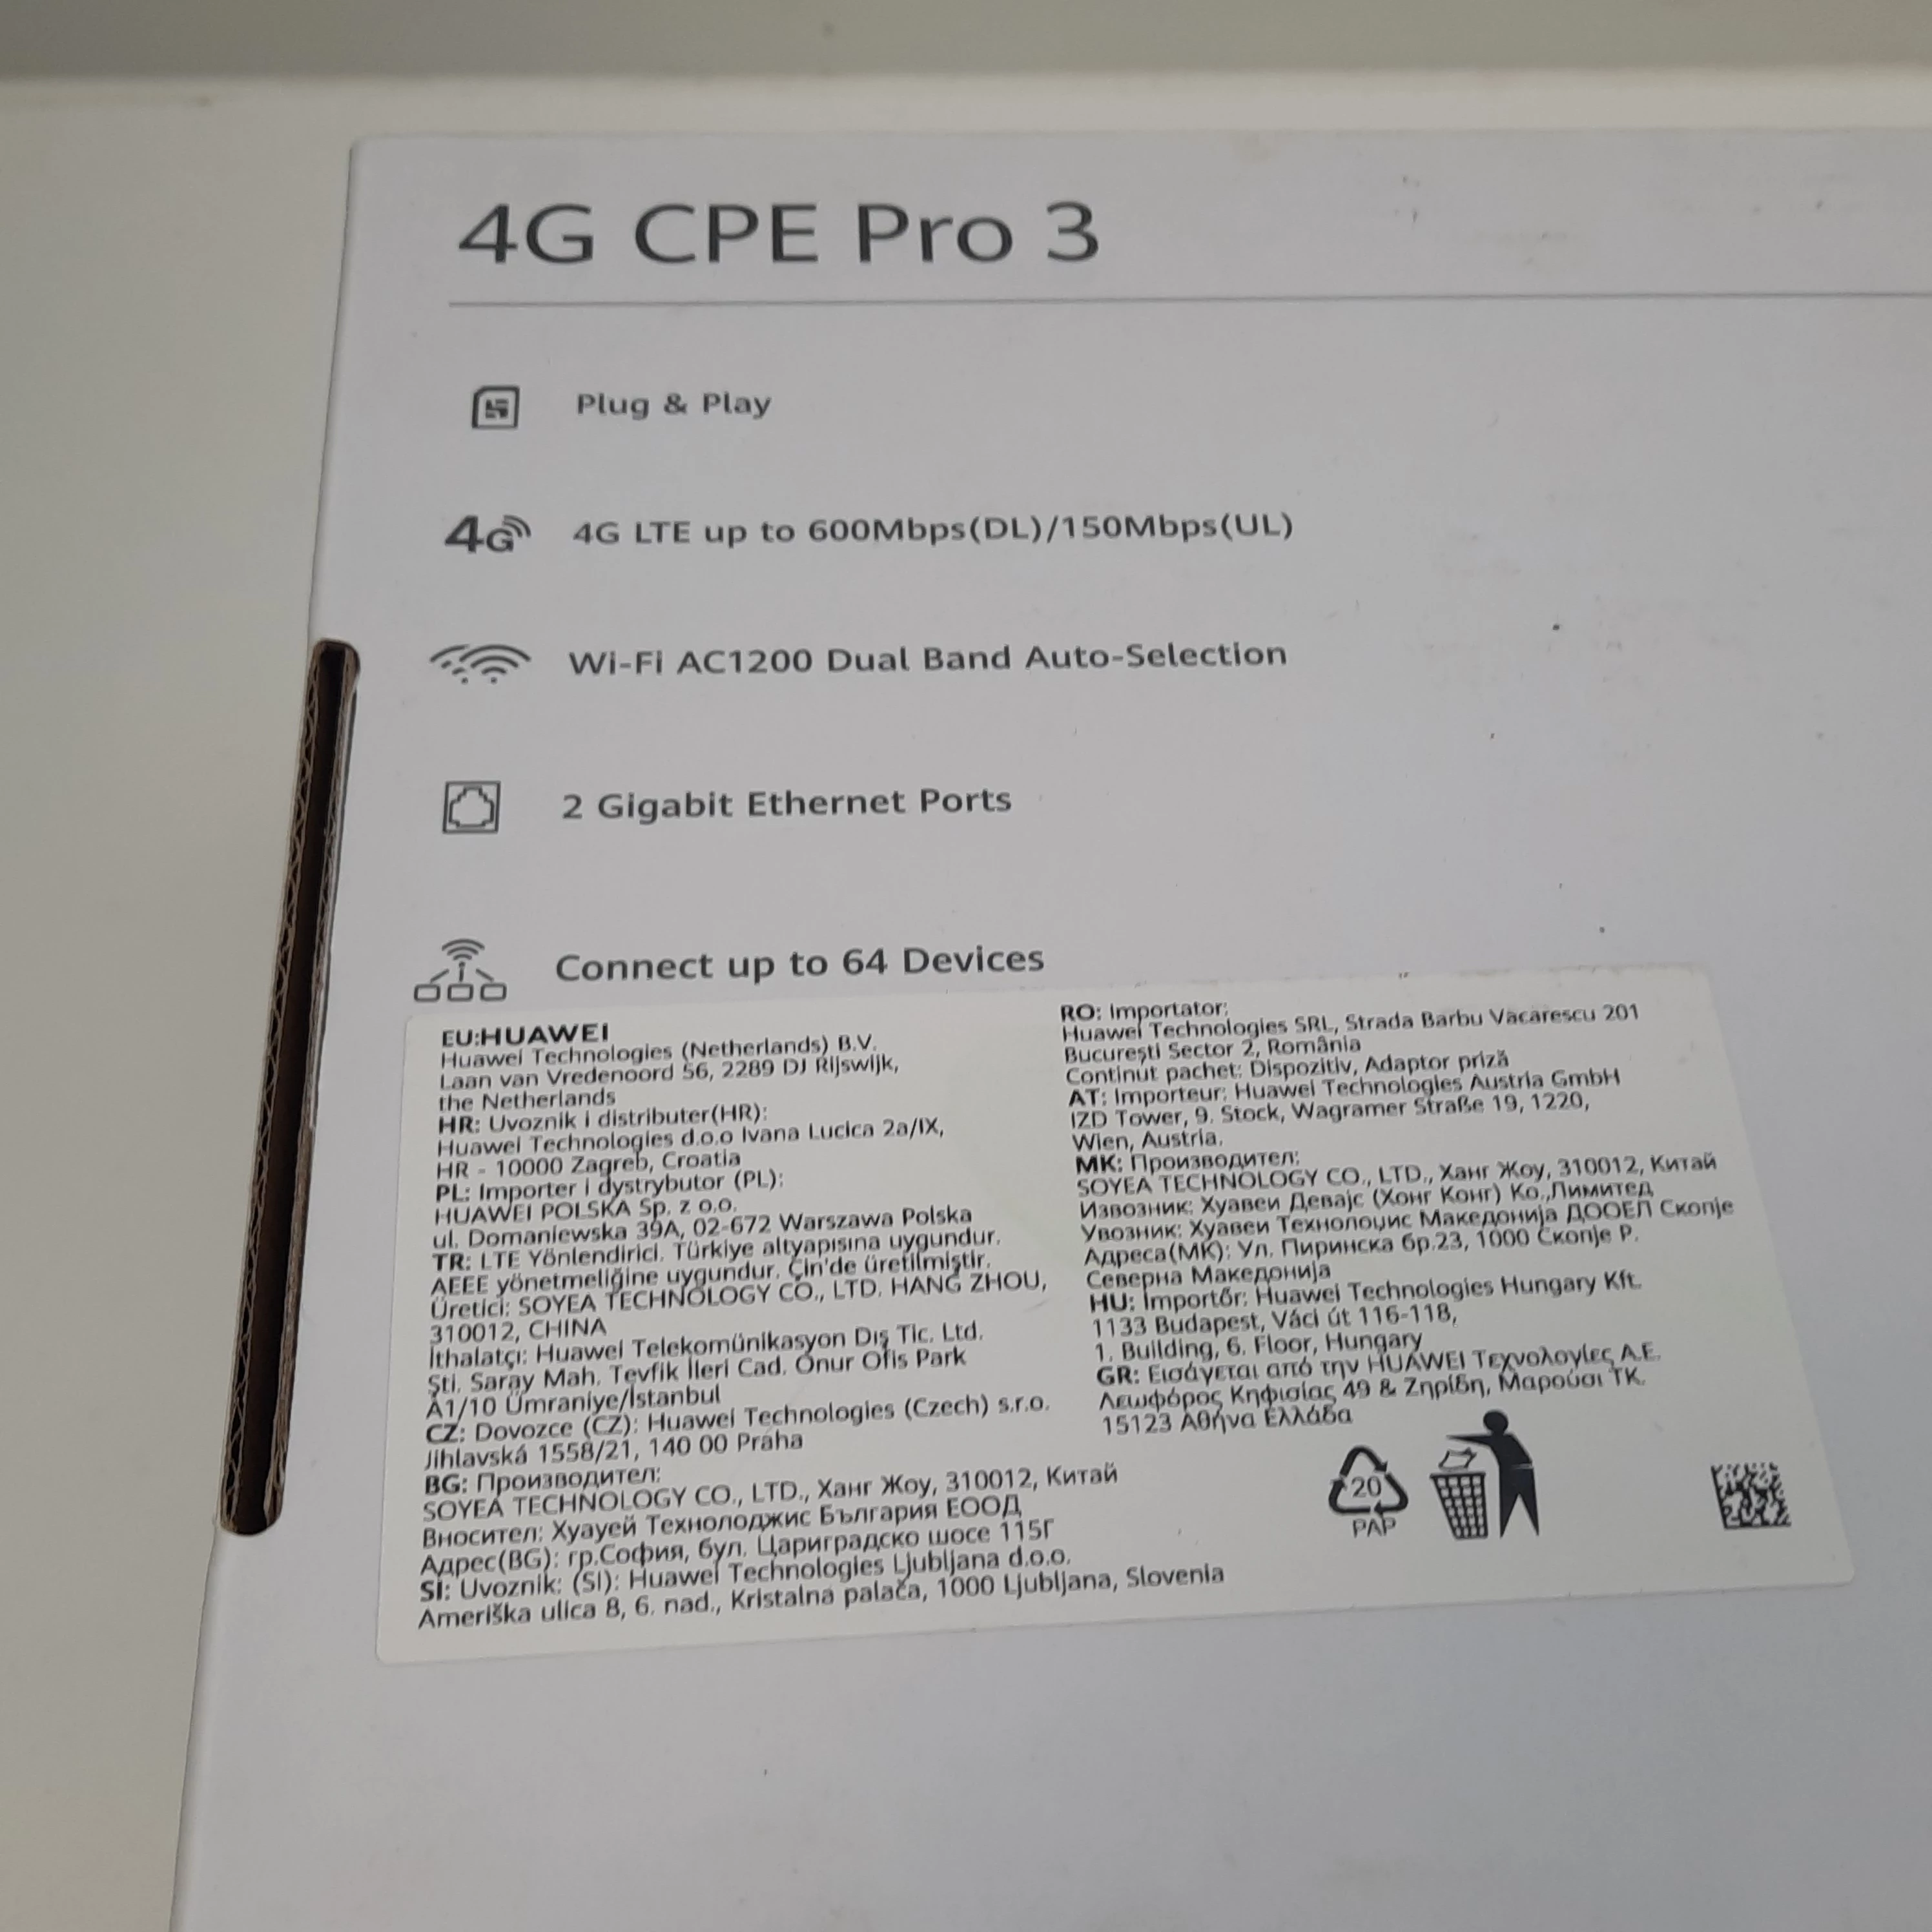 4G CPE Pro 3
Plug & Play
4G
4G LTE up to 600Mbps(DL)/150Mbps(UL)
Wi-Fi AC1200 Dual Band Auto-Selection
2 Gigabit Ethernet Ports
Connect up to 64 Devices
EU:HUAWEI
Huawei Technologies (Netherlands) B.V.
Laan van Vredenoord 56, 2289 DJ Rijswijk,
the Netherlands
HR: Uvoznik i distributer(HR):
Huawei Technologies d.o.o Ivana Lucica 2a/IX,
HR - 10000 Zagreb, Croatia
PL: Importer i dystrybutor (PL):
HUAWEI POLSKA Sp. z o.o.
ul. Domaniewska 39A, 02-672 Warszawa Polska
TR: LTE Yönlendirici. Türkiye altyapısına uygundur.
AEEE yönetmeliğine uygundur. Çin'de üretilmiştir.
Üretici: SOYEA TECHNOLOGY CO., LTD. HANG ZHOU,
310012, CHINA
İthalatçı: Huawei Telekomünikasyon Dış Tic. Ltd.
Şti. Saray Mah. Tevfik İleri Cad. Onur Ofis Park
A1/10 Ümraniye/İstanbul
CZ: Dovozce (CZ): Huawei Technologies (Czech) s.r.o.
Jihlavská 1558/21, 140 00 Praha
BG: Производител:
SOYEA TECHNOLOGY CO., LTD., Ханг Жоу, 310012, Китай
Вносител: Хуауей Технолоджис България ЕООД
Адрес(BG): гр.София, бул. Цариградско шосе 115Г
SI: Uvoznik: (SI): Huawei Technologies Ljubljana d.o.o.
Ameriška ulica 8, 6. nad., Kristalna palača, 1000 Ljubljana, Slovenia
RO: Importator:
Huawei Technologies SRL, Strada Barbu Văcărescu 201
București Sector 2, România
Conținut pachet: Dispozitiv, Adaptor priză
AT: Importeur: Huawei Technologies Austria GmbH
IZD Tower, 9. Stock, Wagramer Straße 19, 1220,
Wien, Austria.
MK: Производител:
SOYEA TECHNOLOGY CO., LTD., Ханг Жоу, 310012, Китай
Извозник: Хуавеи Девајс (Хонг Конг) Ко.,Лимитед
Увозник: Хуавеи Технолоџис Македонија ДООЕЛ Скопје
Адреса(MK): Ул. Пиринска бр.23, 1000 Скопје Р.
Северна Македонија
HU: Importőr: Huawei Technologies Hungary Kft.
1133 Budapest, Váci út 116-118,
1. Building, 6. Floor, Hungary
GR: Εισάγεται από την HUAWEI Τεχνολογίες Α.Ε.
Λεωφόρος Κηφισίας 49 & Ζηρίδη, Μαρούσι ΤΚ.
15123 Αθήνα Ελλάδα
20
PAP